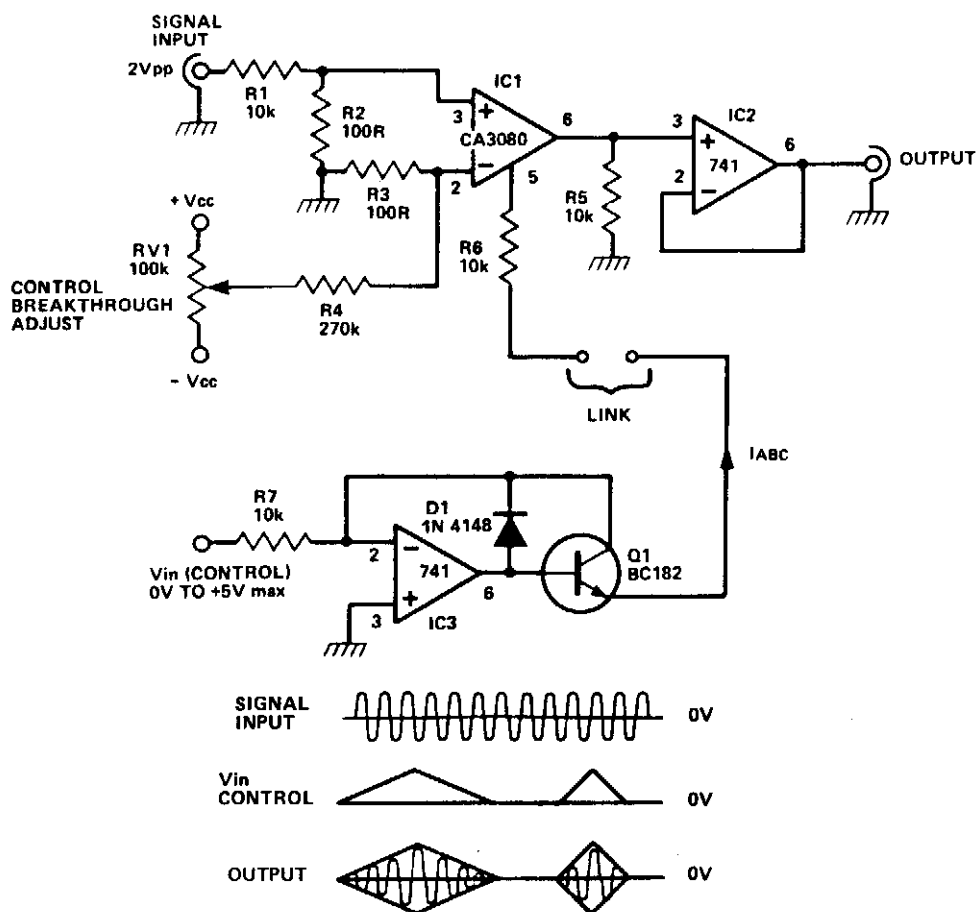 SIGNAL
INPUT
2Vpp
R1
10k
R2
100R
R3
100R
3
+
IC1
CA3080
−
2
5
6
R5
10k
R6
10k
3
+
IC2
741
2
−
6
OUTPUT
+ Vcc
RV1
100k
CONTROL
BREAKTHROUGH
ADJUST
− Vcc
R4
270k
LINK
IABC
R7
10k
Vin (CONTROL)
0V TO +5V max
D1
1N 4148
2
−
741
6
+
3
IC3
Q1
BC182
SIGNAL
INPUT
0V
Vin
CONTROL
0V
OUTPUT
0V